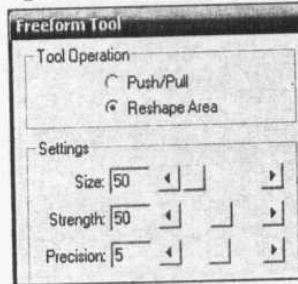 Freeform Tool
Tool Operation
Push/Pull
Reshape Area
Settings
Size: 50
Strength: 50
Precision: 5